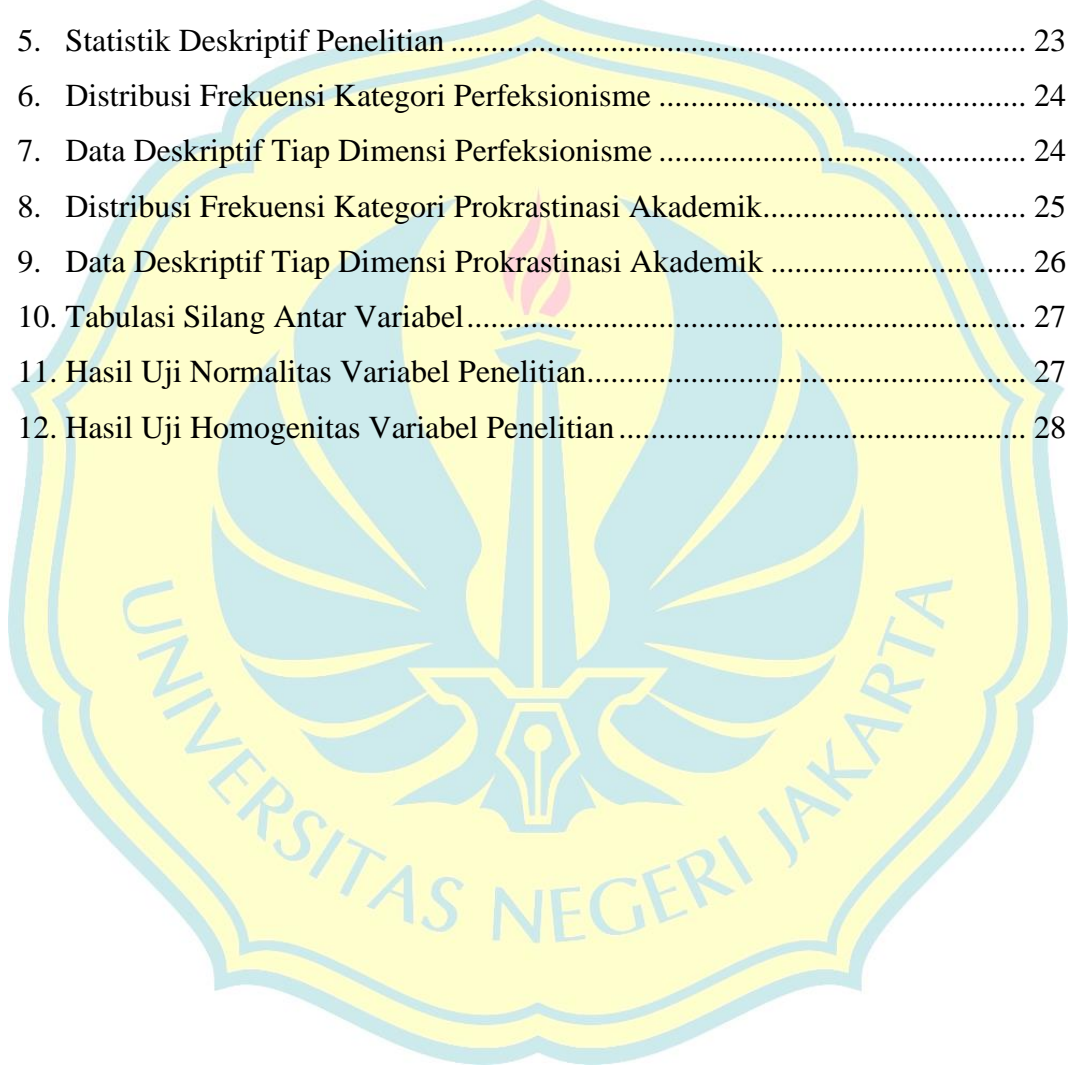 5. Statistik Deskriptif Penelitian ........................................................................... 23
6. Distribusi Frekuensi Kategori Perfeksionisme ................................................ 24
7. Data Deskriptif Tiap Dimensi Perfeksionisme ................................................ 24
8. Distribusi Frekuensi Kategori Prokrastinasi Akademik.................................. 25
9. Data Deskriptif Tiap Dimensi Prokrastinasi Akademik ................................. 26
10. Tabulasi Silang Antar Variabel......................................................................... 27
11. Hasil Uji Normalitas Variabel Penelitian......................................................... 27
12. Hasil Uji Homogenitas Variabel Penelitian ..................................................... 28
UNIVERSITAS NEGERI JAKARTA